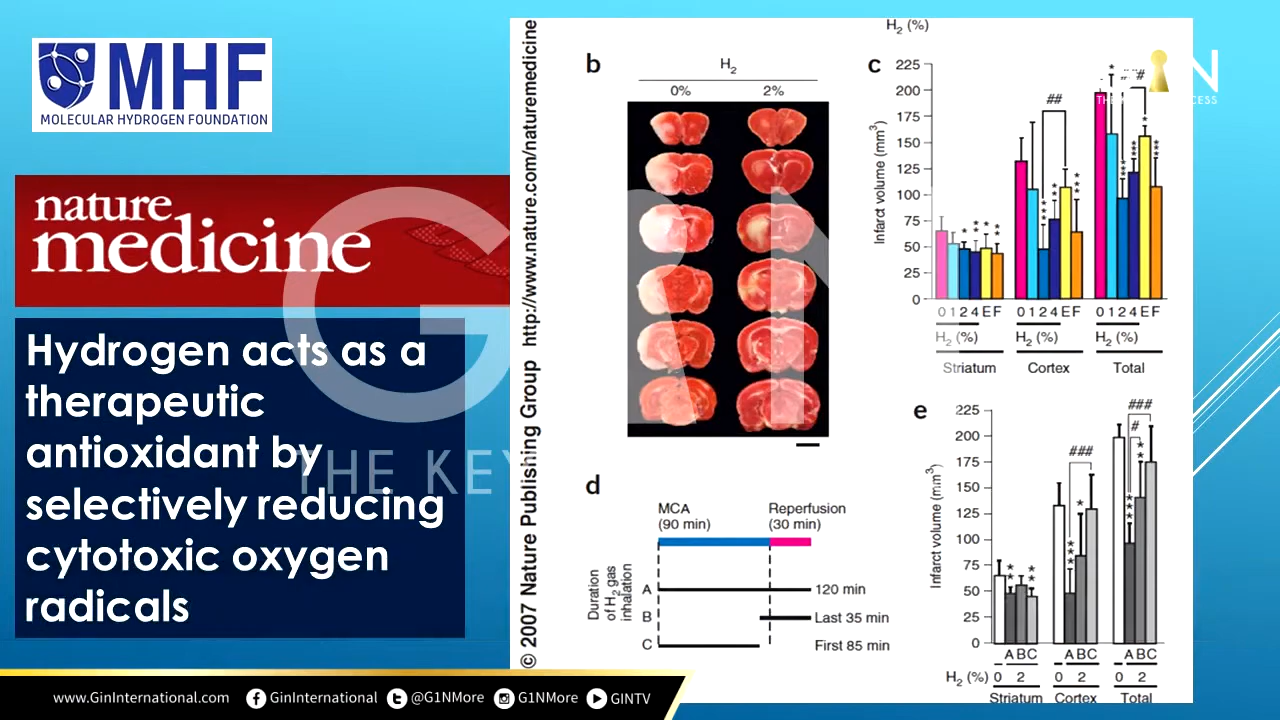 MHF
MOLECULAR HYDROGEN FOUNDATION
nature
medicine
Hydrogen acts as a
therapeutic
antioxidant by
selectively reducing
cytotoxic oxygen
radicals
THE KEY
© 2007 Nature Publishing Group http://www.nature.com/naturemedicine
H2 (%)
b
H2
0% 2%
c
225
200
175
150
125
100
75
50
25
0
Infarct volume (mm3)
##
0 1 2 4 E F
0 1 2 4 E F
0 1 2 4 E F
H2 (%)
H2 (%)
H2 (%)
Striatum
Cortex
Total
d
MCA
(90 min)
Reperfusion
(30 min)
Duration
of H2 gas
inhalation
A 120 min
B Last 35 min
C First 85 min
e
225
200
175
150
125
100
75
50
25
0
Infarct volume (mm3)
###
###
#
A B C
A B C
A B C
H2 (%) 0 2 0 2 0 2
Striatum
Cortex
Total
www.GinInternational.com GinInternational @G1NMore G1NMore GINTV